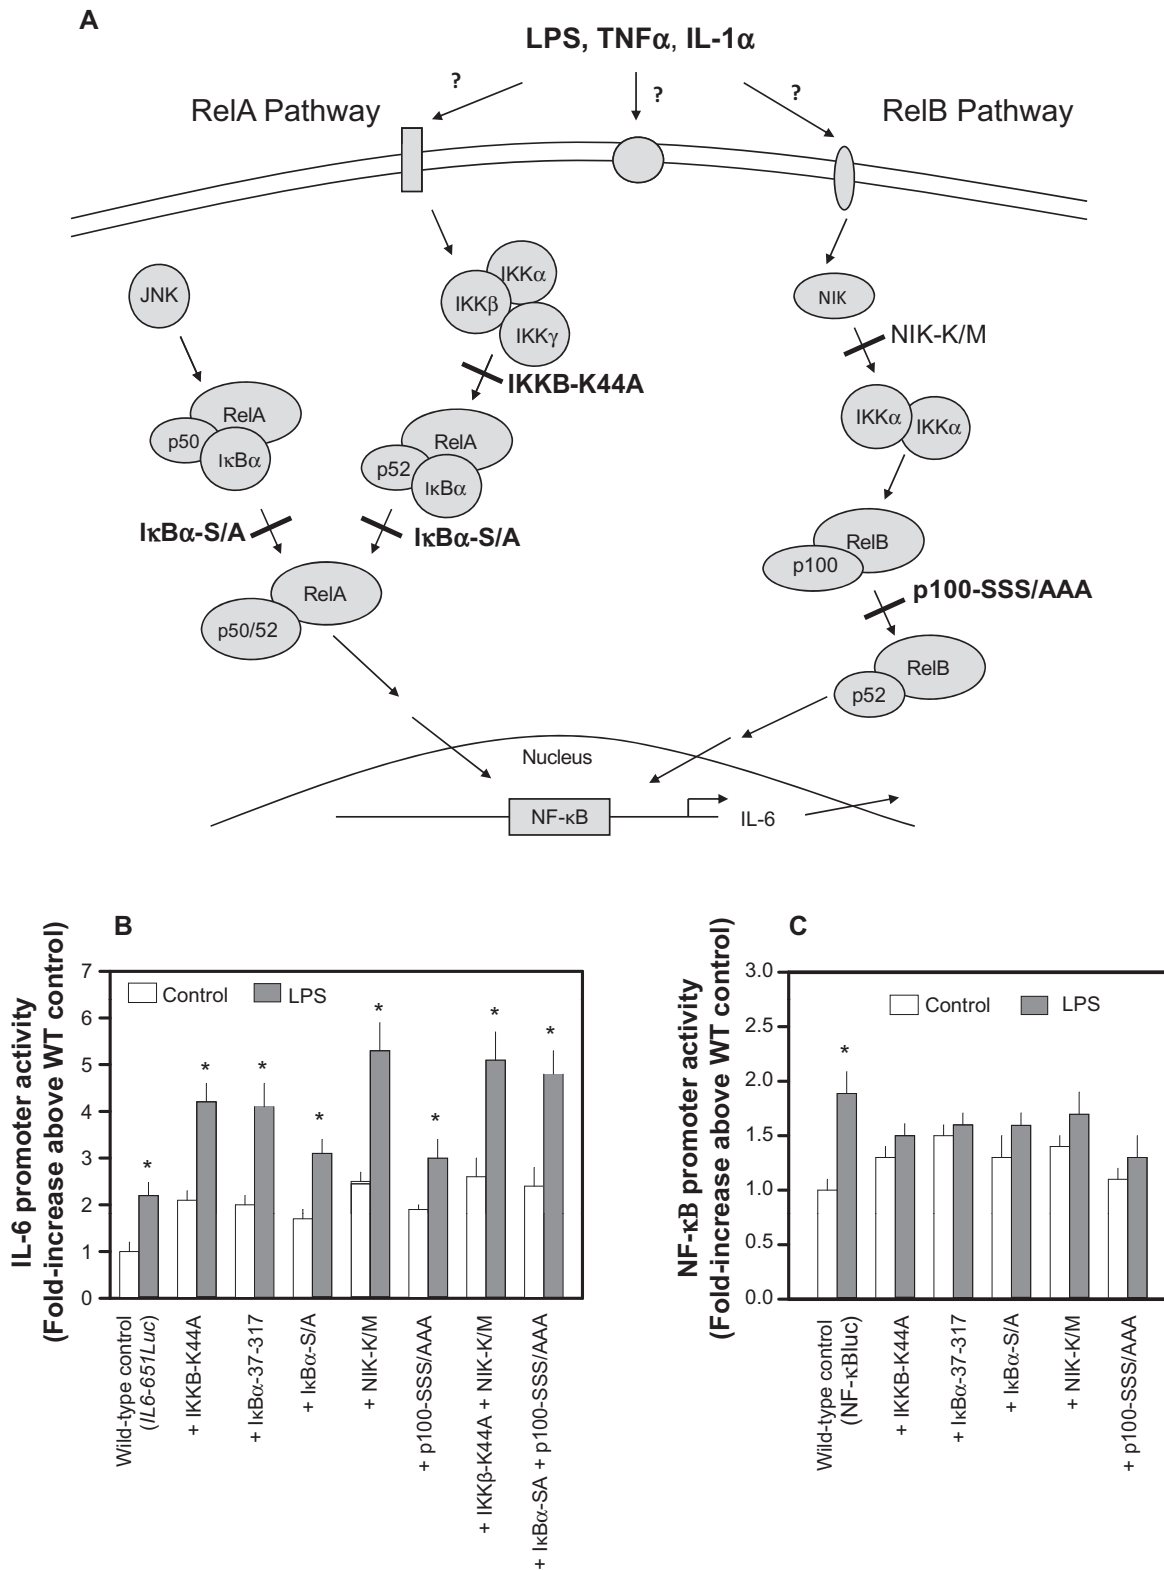 A
LPS, TNFα, IL-1α
?
?
?
RelA Pathway
RelB Pathway
JNK
IKKα
IKKβ
IKKγ
NIK
NIK-K/M
IKKB-K44A
RelA
p50
IκBα
RelA
p52
IκBα
IKKα
IKKα
IκBα-S/A
IκBα-S/A
RelB
p100
p100-SSS/AAA
RelA
p50/52
RelB
p52
Nucleus
NF-κB
IL-6
B
IL-6 promoter activity
(Fold-increase above WT control)
7
6
5
4
3
2
1
0
Control
LPS
*
*
*
*
*
*
*
*
Wild-type control
(IL6-651Luc)
+ IKKB-K44A
+ IκBα-37-317
+ IκBα-S/A
+ NIK-K/M
+ p100-SSS/AAA
+ IKKβ-K44A + NIK-K/M
+ IκBα-SA + p100-SSS/AAA
C
NF-κB promoter activity
(Fold-increase above WT control)
3.0
2.5
2.0
1.5
1.0
0.5
0.0
Control
LPS
*
Wild-type control
(NF-κBluc)
+ IKKB-K44A
+ IκBα-37-317
+ IκBα-S/A
+ NIK-K/M
+ p100-SSS/AAA